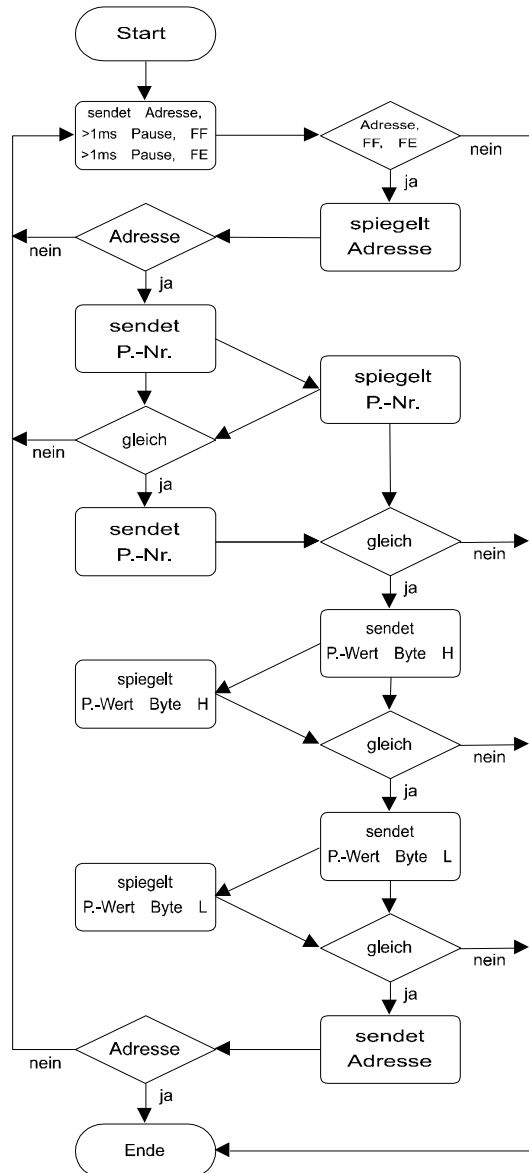 Start
sendet Adresse,
>1ms Pause, FF
>1ms Pause, FE
Adresse,
FF, FE
nein
ja
spiegelt
Adresse
Adresse
nein
ja
sendet
P.-Nr.
spiegelt
P.-Nr.
gleich
nein
ja
sendet
P.-Nr.
gleich
nein
ja
sendet
P.-Wert Byte H
spiegelt
P.-Wert Byte H
gleich
nein
ja
sendet
P.-Wert Byte L
spiegelt
P.-Wert Byte L
gleich
nein
ja
sendet
Adresse
Adresse
nein
ja
Ende